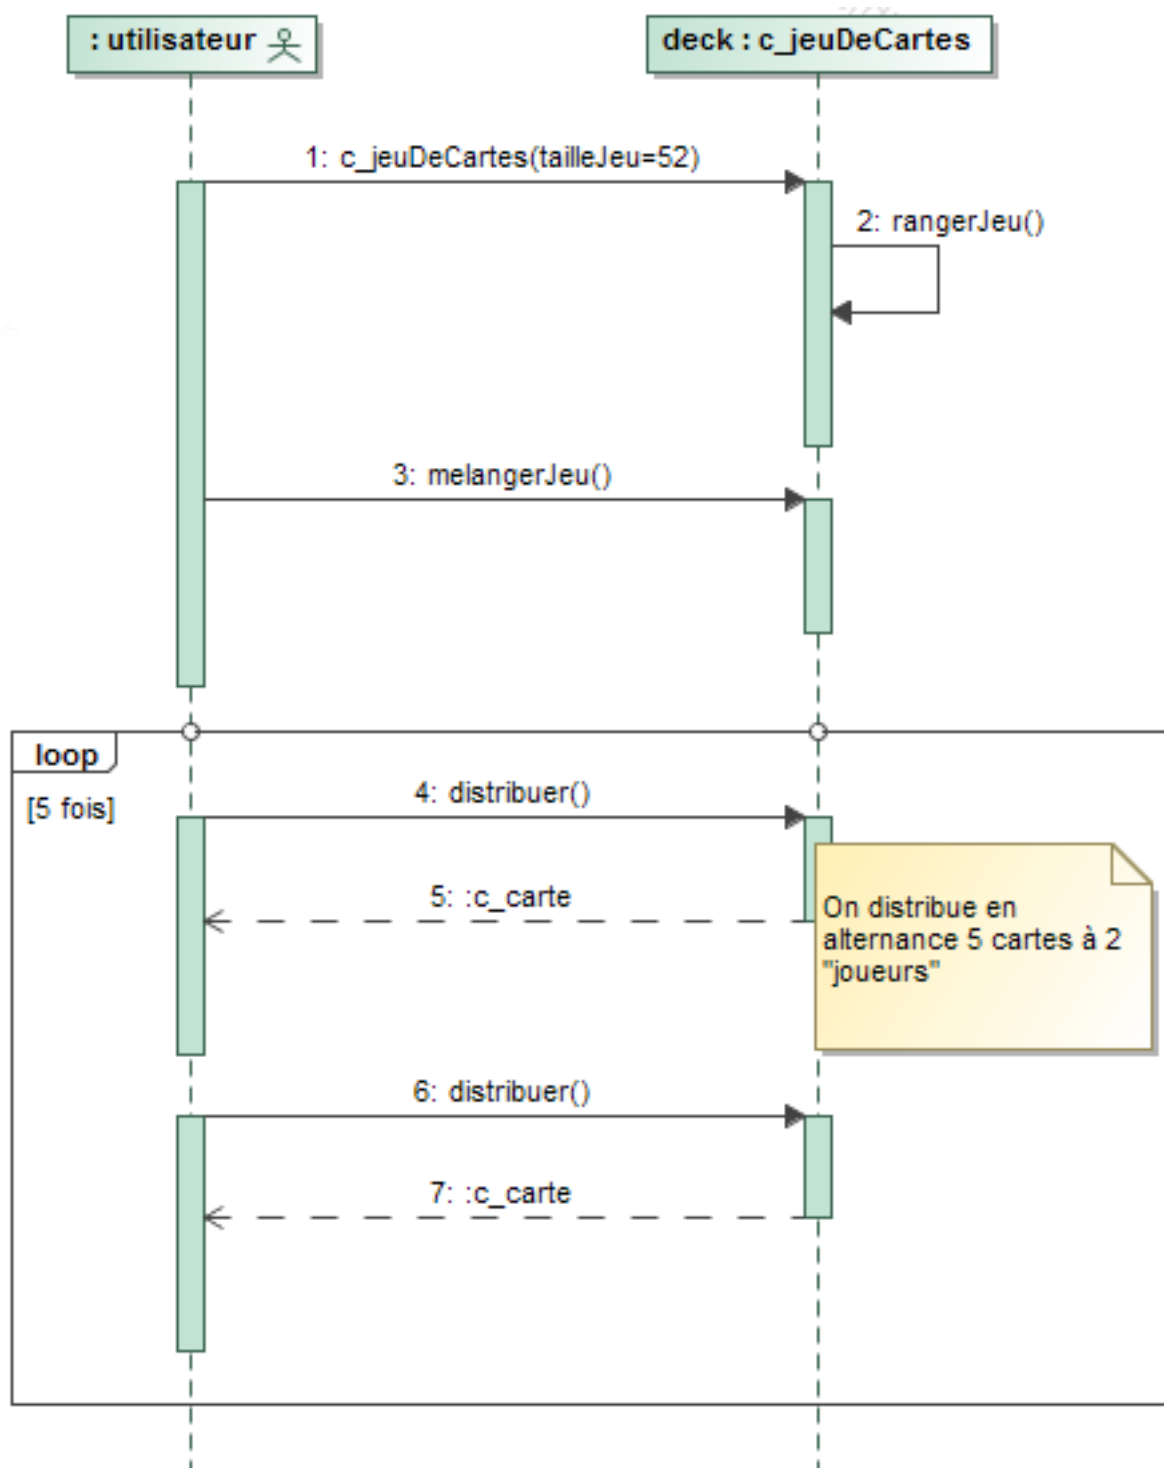 : utilisateur
deck : c_jeuDeCartes
1: c_jeuDeCartes(tailleJeu=52)
2: rangerJeu()
3: melangerJeu()
loop
[5 fois]
4: distribuer()
5: :c_carte
On distribue en
alternance 5 cartes à 2
"joueurs"
6: distribuer()
7: :c_carte